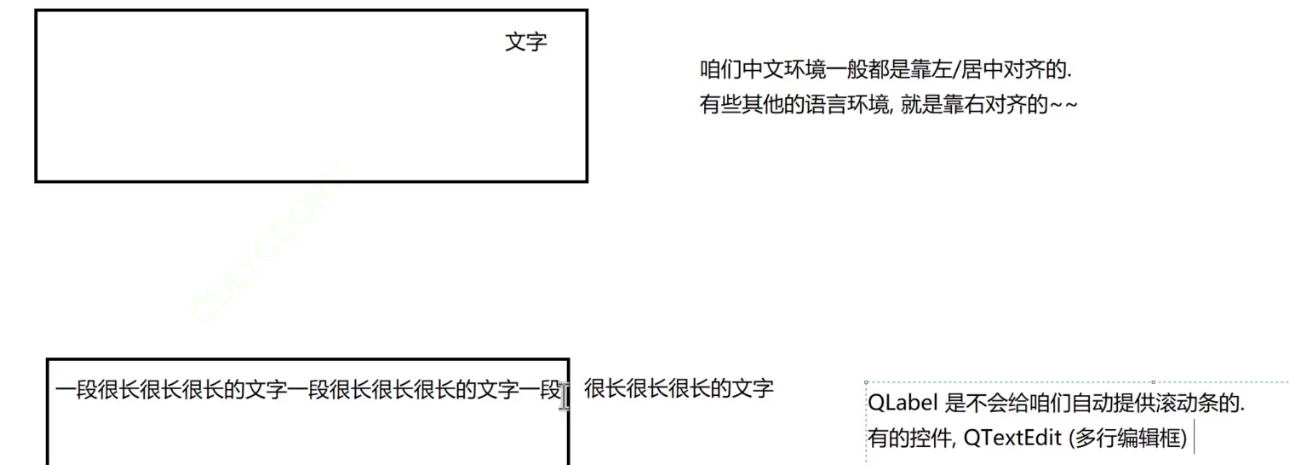 文字
咱们中文环境一般都是靠左/居中对齐的.
有些其他的语言环境, 就是靠右对齐的~~
CULYCDORU
一段很长很长很长的文字一段很长很长很长的文字一段 很长很长很长的文字
QLabel 是不会给咱们自动提供滚动条的.
有的控件, QTextEdit (多行编辑框)